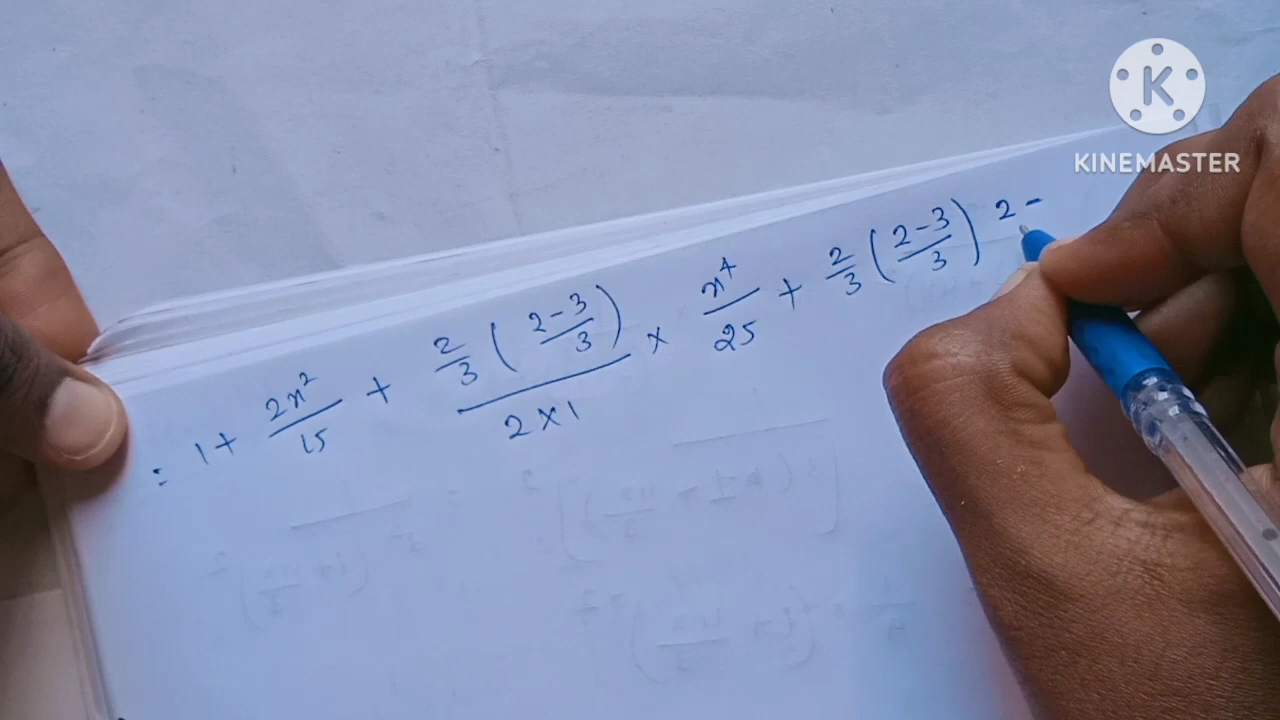 = 1 + 2x²/15 + 2/3 ( 2-3/3 ) / 2×1 × x⁴/25 + 2/3 ( 2-3/3 ) 2 -
K
KINEMASTER